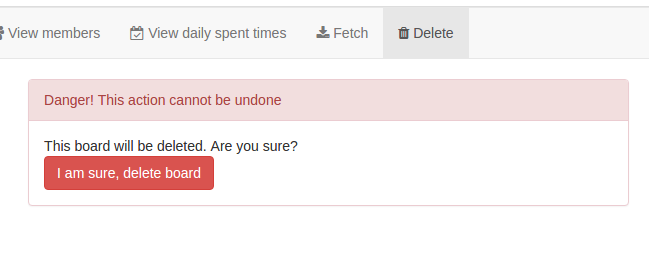 View members View daily spent times Fetch Delete
Danger! This action cannot be undone
This board will be deleted. Are you sure?
I am sure, delete board